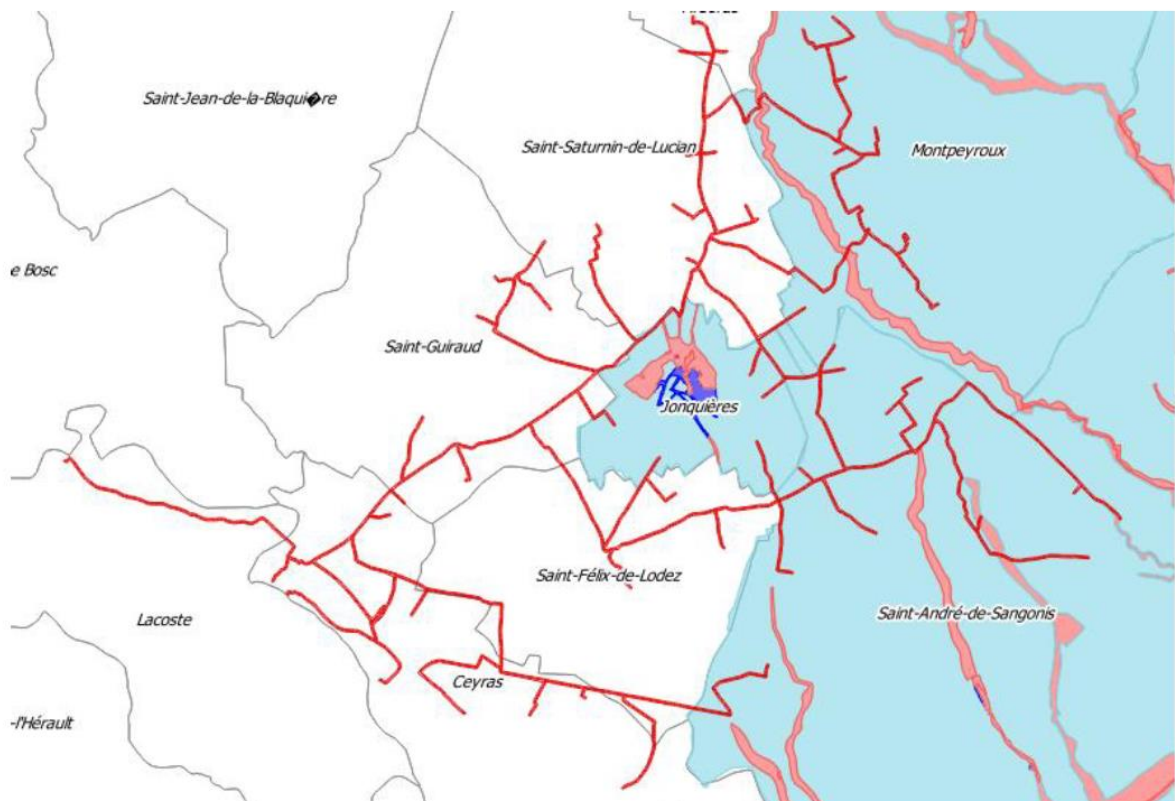 Saint-Jean-de-la-Blaqui�re
Saint-Saturnin-de-Lucian
Montpeyroux
e Bosc
Saint-Guiraud
Jonquières
Saint-Félix-de-Lodez
Lacoste
Saint-André-de-Sangonis
Ceyras
-l'Hérault